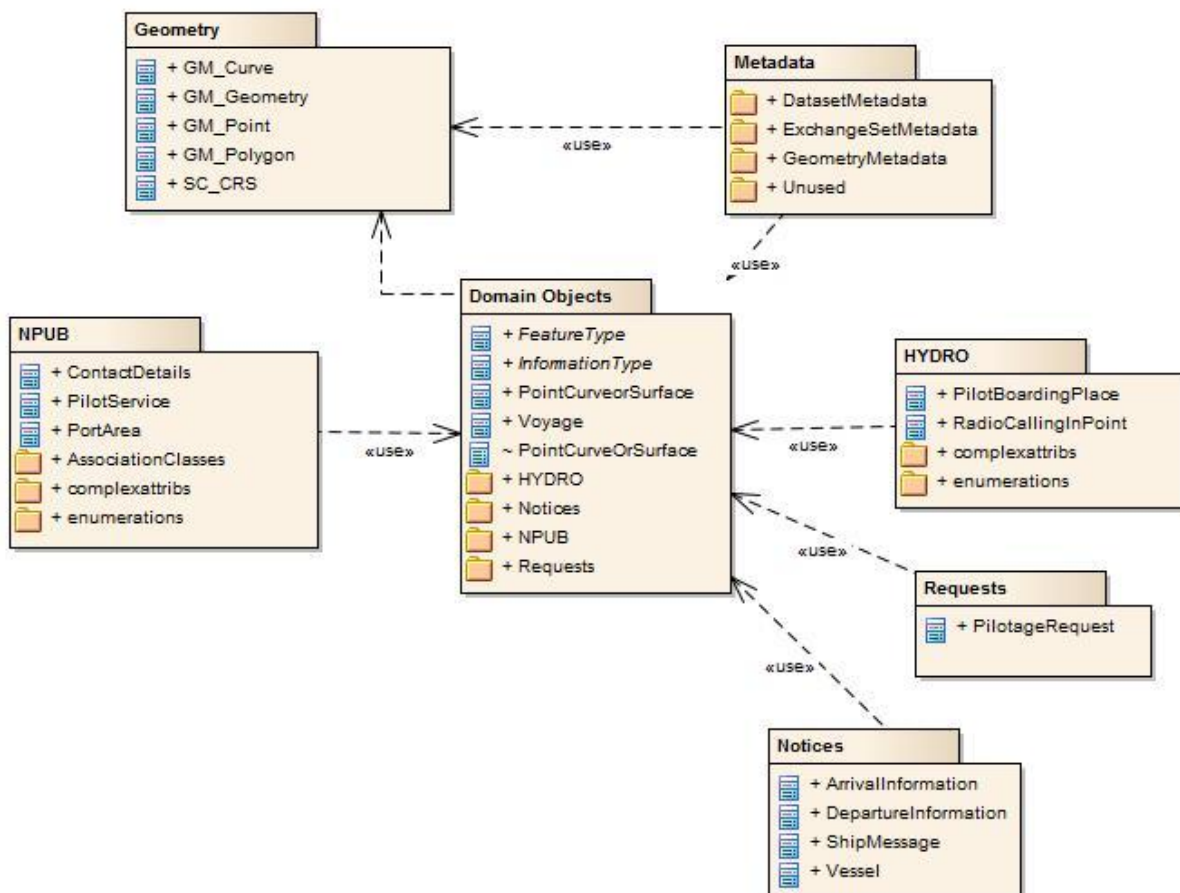 Geometry
+ GM_Curve
+ GM_Geometry
+ GM_Point
+ GM_Polygon
+ SC_CRS
Metadata
+ DatasetMetadata
+ ExchangeSetMetadata
+ GeometryMetadata
+ Unused
«use»
«use»
Domain Objects
+ FeatureType
+ InformationType
+ PointCurveorSurface
+ Voyage
~ PointCurveOrSurface
+ HYDRO
+ Notices
+ NPUB
+ Requests
NPUB
+ ContactDetails
+ PilotService
+ PortArea
+ AssociationClasses
+ complexattribs
+ enumerations
«use»
HYDRO
+ PilotBoardingPlace
+ RadioCallingInPoint
+ complexattribs
+ enumerations
«use»
«use»
Requests
+ PilotageRequest
«use»
Notices
+ ArrivalInformation
+ DepartureInformation
+ ShipMessage
+ Vessel